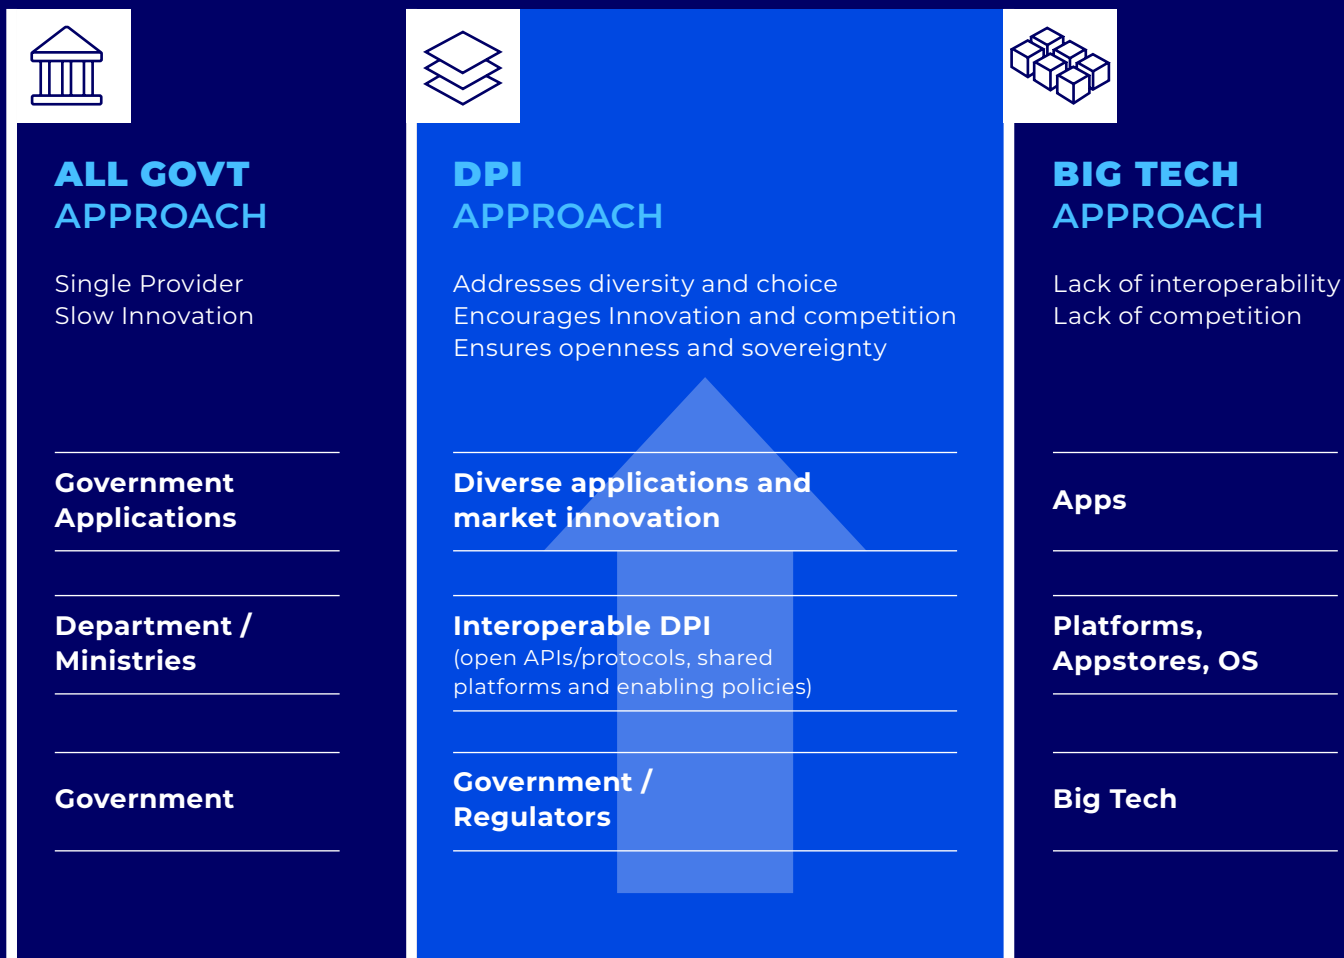 ALL GOVT
APPROACH
Single Provider
Slow Innovation
Government
Applications
Department /
Ministries
Government
DPI
APPROACH
Addresses diversity and choice
Encourages Innovation and competition
Ensures openness and sovereignty
Diverse applications and
market innovation
Interoperable DPI
(open APIs/protocols, shared
platforms and enabling policies)
Government /
Regulators
BIG TECH
APPROACH
Lack of interoperability
Lack of competition
Apps
Platforms,
Appstores, OS
Big Tech